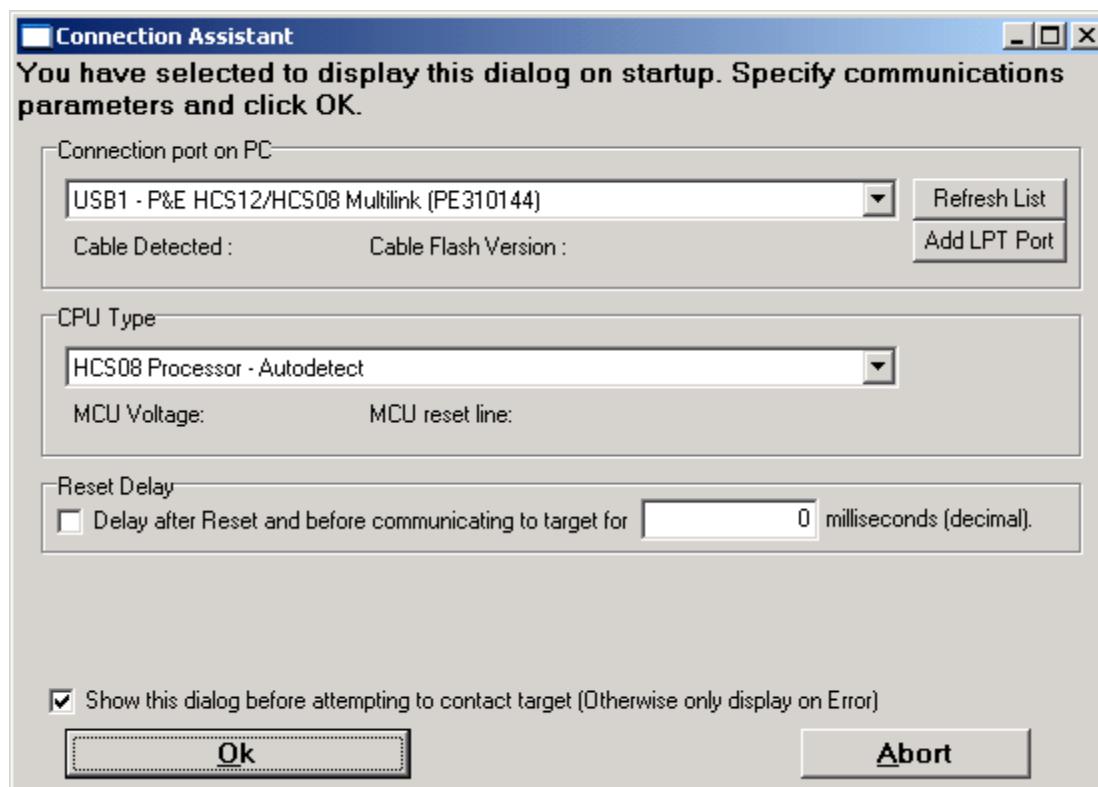 Connection Assistant
You have selected to display this dialog on startup. Specify communications
parameters and click OK.
Connection port on PC
USB1 - P&E HCS12/HCS08 Multilink (PE310144)
Refresh List
Cable Detected :
Cable Flash Version :
Add LPT Port
CPU Type
HCS08 Processor - Autodetect
MCU Voltage:
MCU reset line:
Reset Delay
Delay after Reset and before communicating to target for 0 milliseconds (decimal).
Show this dialog before attempting to contact target (Otherwise only display on Error)
Ok
Abort